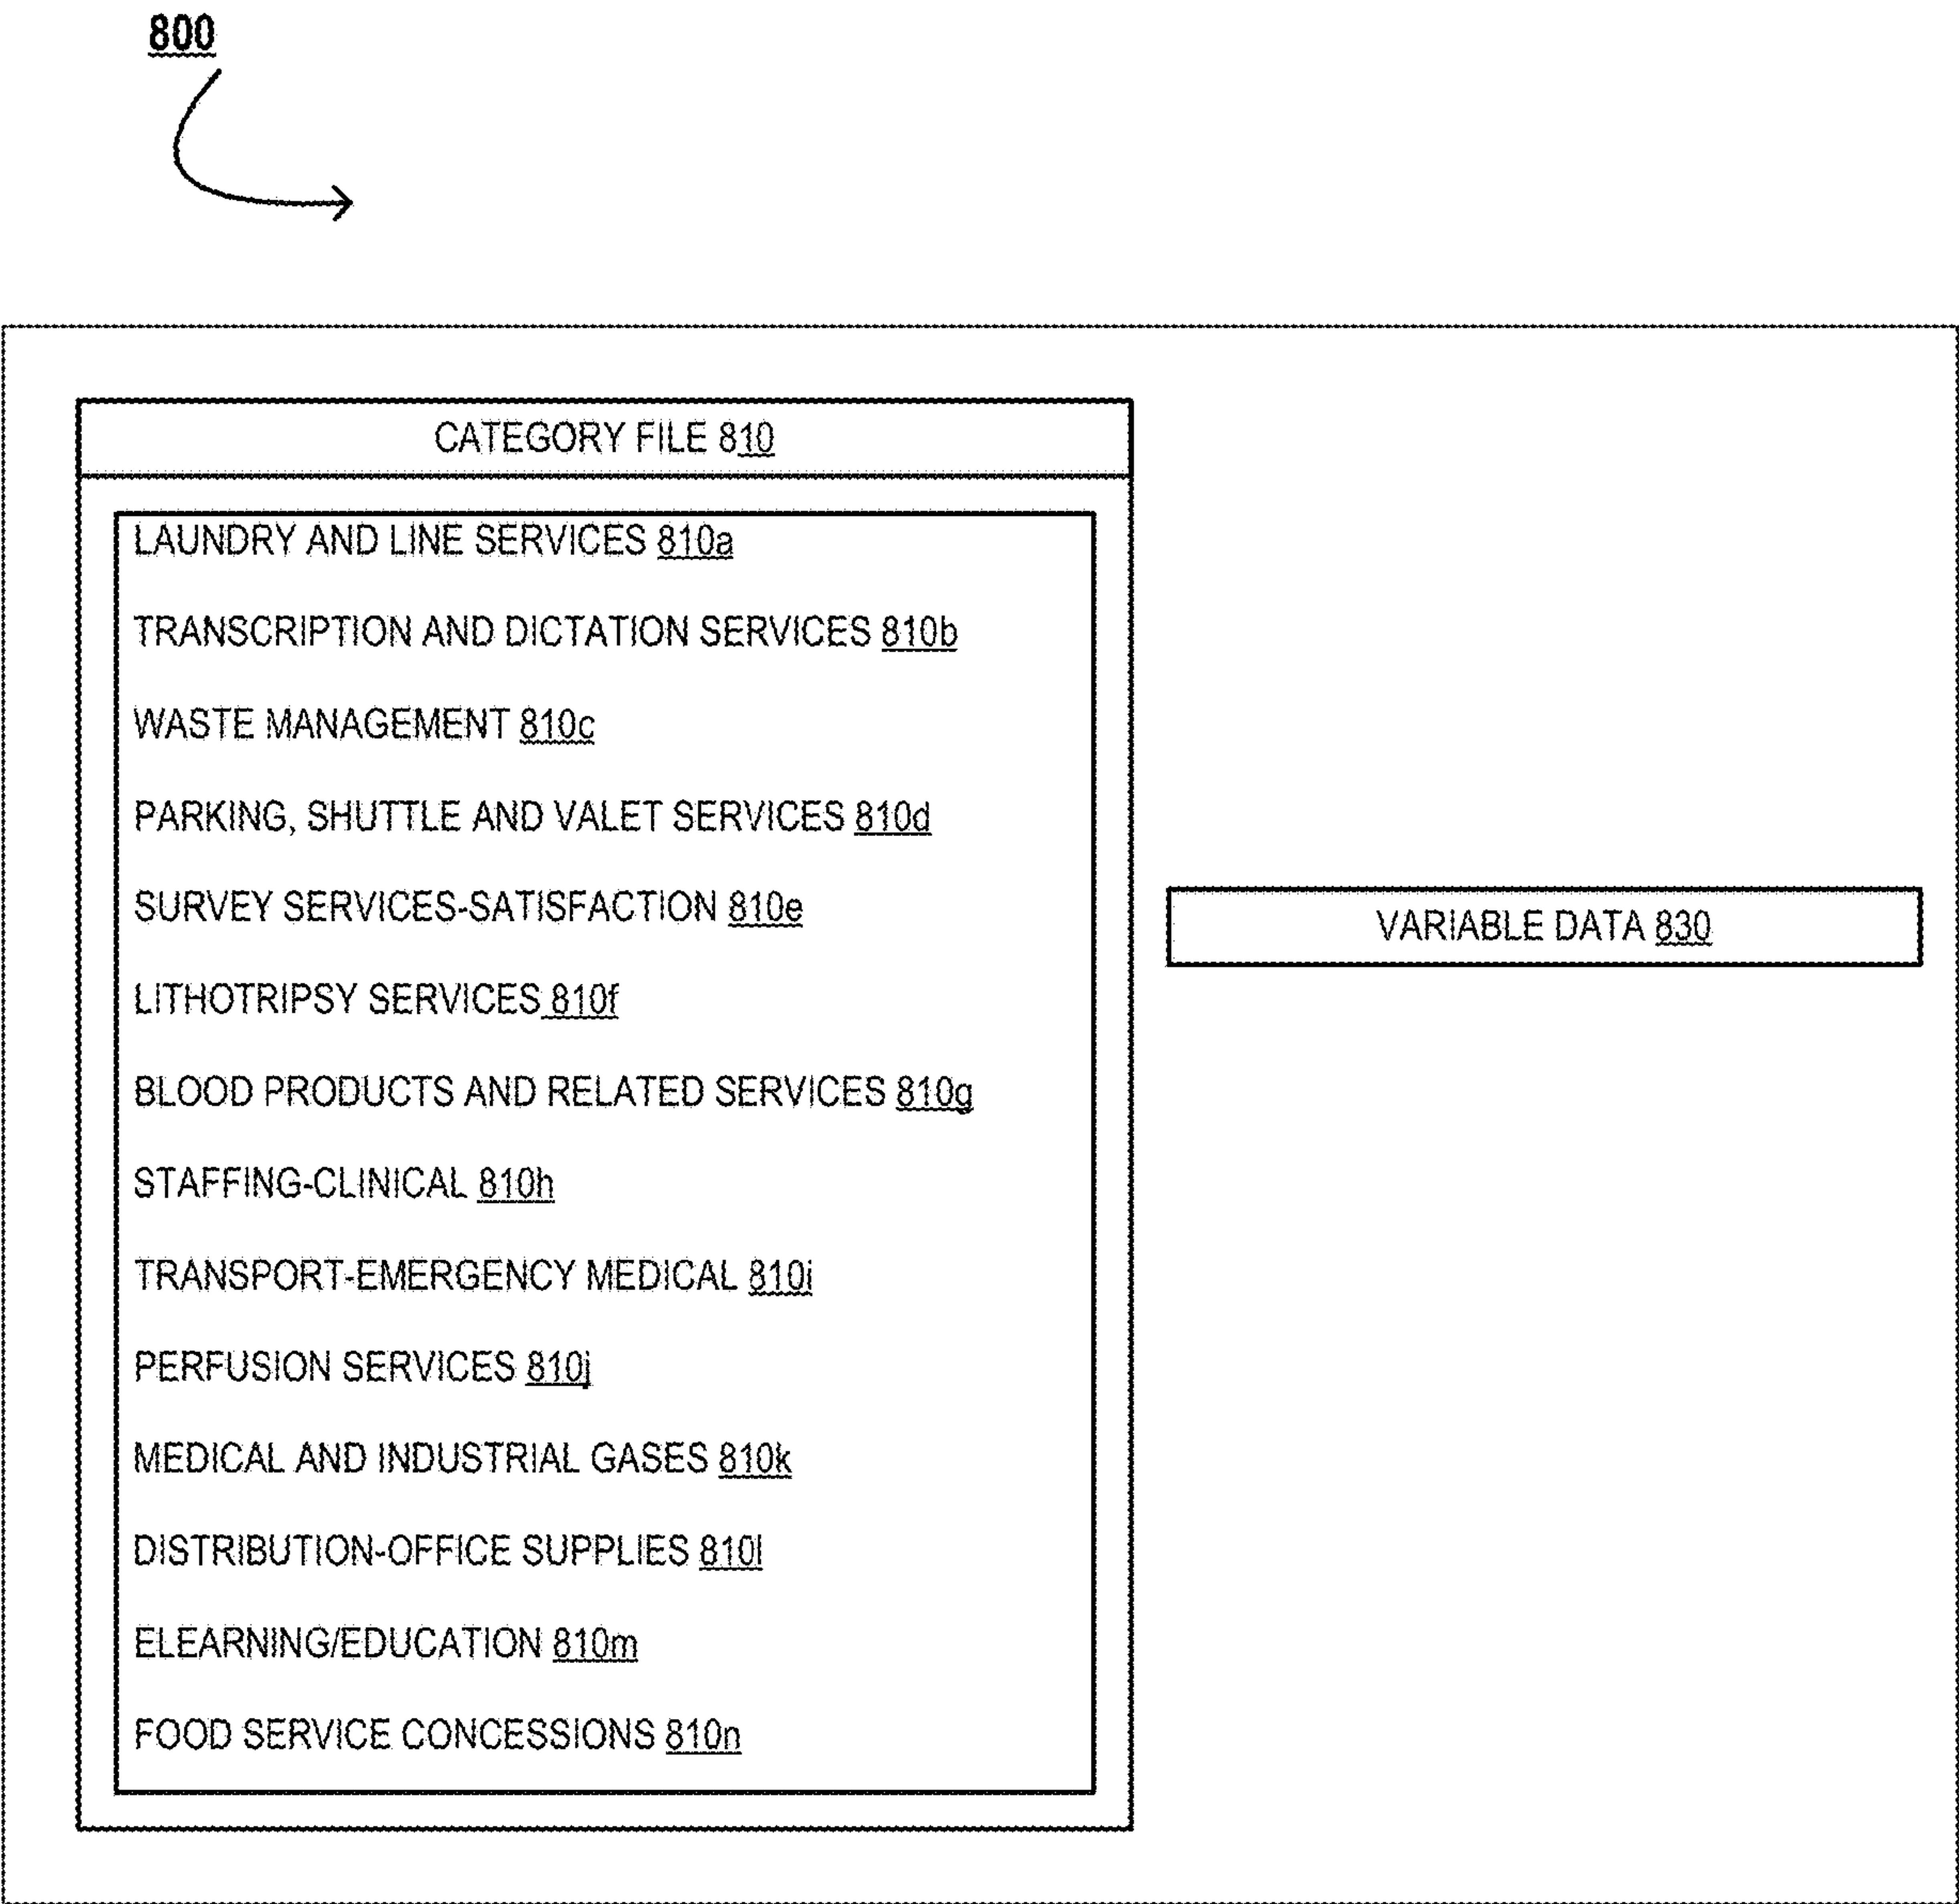 800
CATEGORY FILE 810
LAUNDRY AND LINE SERVICES 810a
TRANSCRIPTION AND DICTATION SERVICES 810b
WASTE MANAGEMENT 810c
PARKING, SHUTTLE AND VALET SERVICES 810d
SURVEY SERVICES-SATISFACTION 810e
VARIABLE DATA 830
LITHOTRIPSY SERVICES 810f
BLOOD PRODUCTS AND RELATED SERVICES 810g
STAFFING-CLINICAL 810h
TRANSPORT-EMERGENCY MEDICAL 810i
PERFUSION SERVICES 810j
MEDICAL AND INDUSTRIAL GASES 810k
DISTRIBUTION-OFFICE SUPPLIES 810l
ELEARNING/EDUCATION 810m
FOOD SERVICE CONCESSIONS 810n